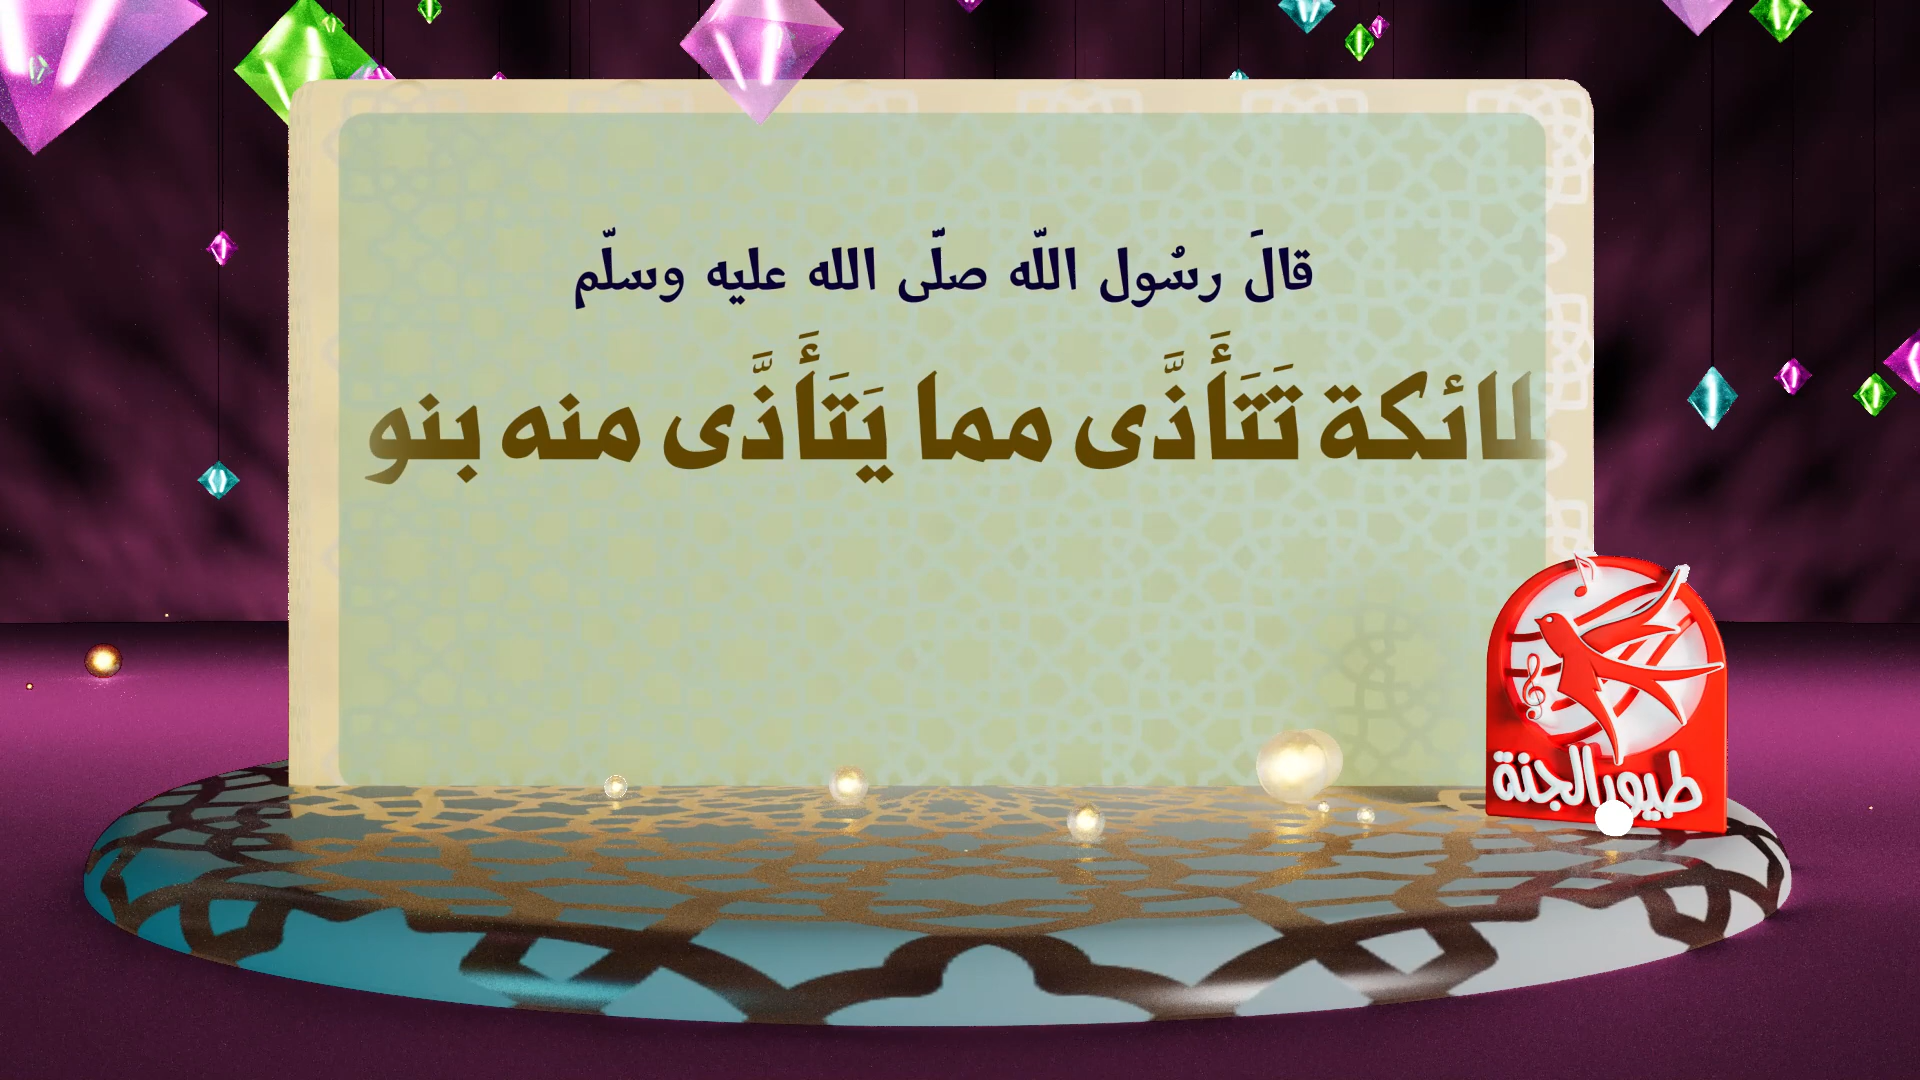 قالَ رسُول اللّه صلّى الله عليه وسلّم
لائكة تَتَأَذَّى مما يَتَأَذَّى منه بنو
طيور الجنة